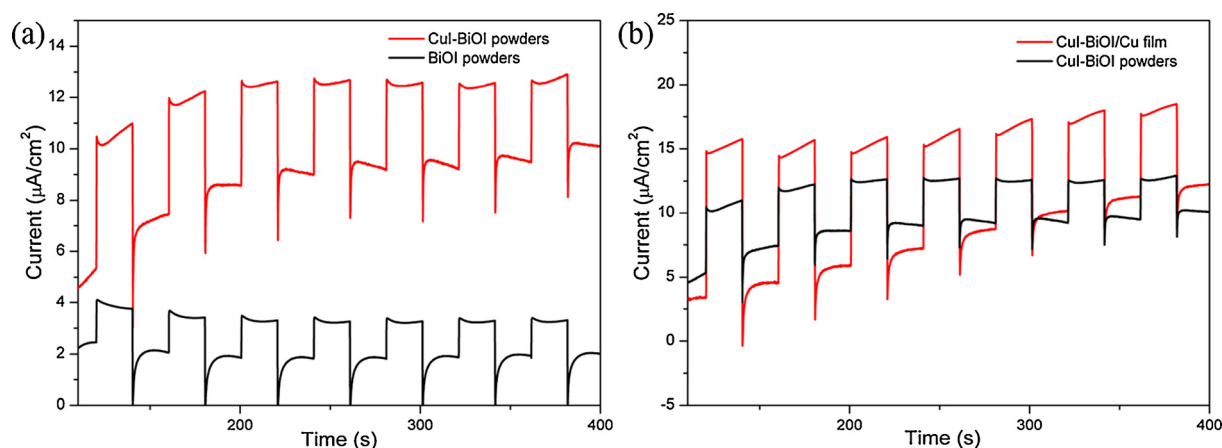 (a)
CuI-BiOI powders
BiOI powders
Current (μA/cm²)
14
12
10
8
6
4
2
0
200
300
400
Time (s)
(b)
CuI-BiOI/Cu film
CuI-BiOI powders
Current (μA/cm²)
25
20
15
10
5
0
-5
200
300
400
Time (s)